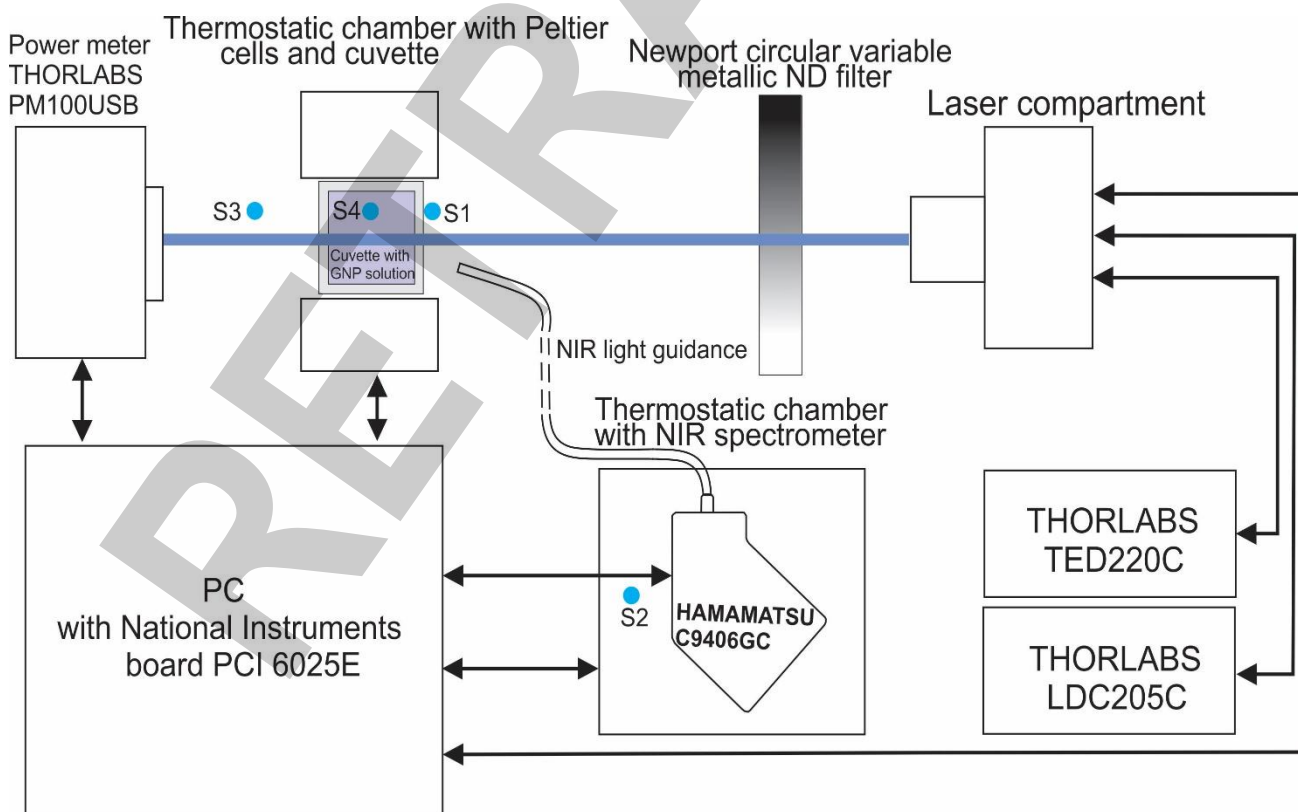 Power meter
THORLABS
PM100USB
Thermostatic chamber with Peltier
cells and cuvette
Newport circular variable
metallic ND filter
Laser compartment
S3
S4
S1
Cuvette with
GNP solution
NIR light guidance
Thermostatic chamber
with NIR spectrometer
THORLABS
TED220C
PC
with National Instruments
board PCI 6025E
S2
HAMAMATSU
C9406GC
THORLABS
LDC205C
RETRA